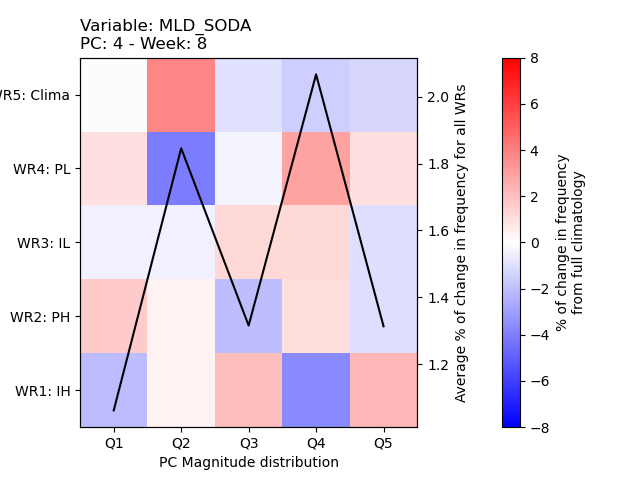 Variable: MLD_SODA
PC: 4 - Week: 8
WR5: Clima
WR4: PL
WR3: IL
WR2: PH
WR1: IH
Q1 Q2 Q3 Q4 Q5
PC Magnitude distribution
2.0
1.8
1.6
1.4
1.2
Average % of change in frequency for all WRs
8
6
4
2
0
−2
−4
−6
−8
% of change in frequency
from full climatology